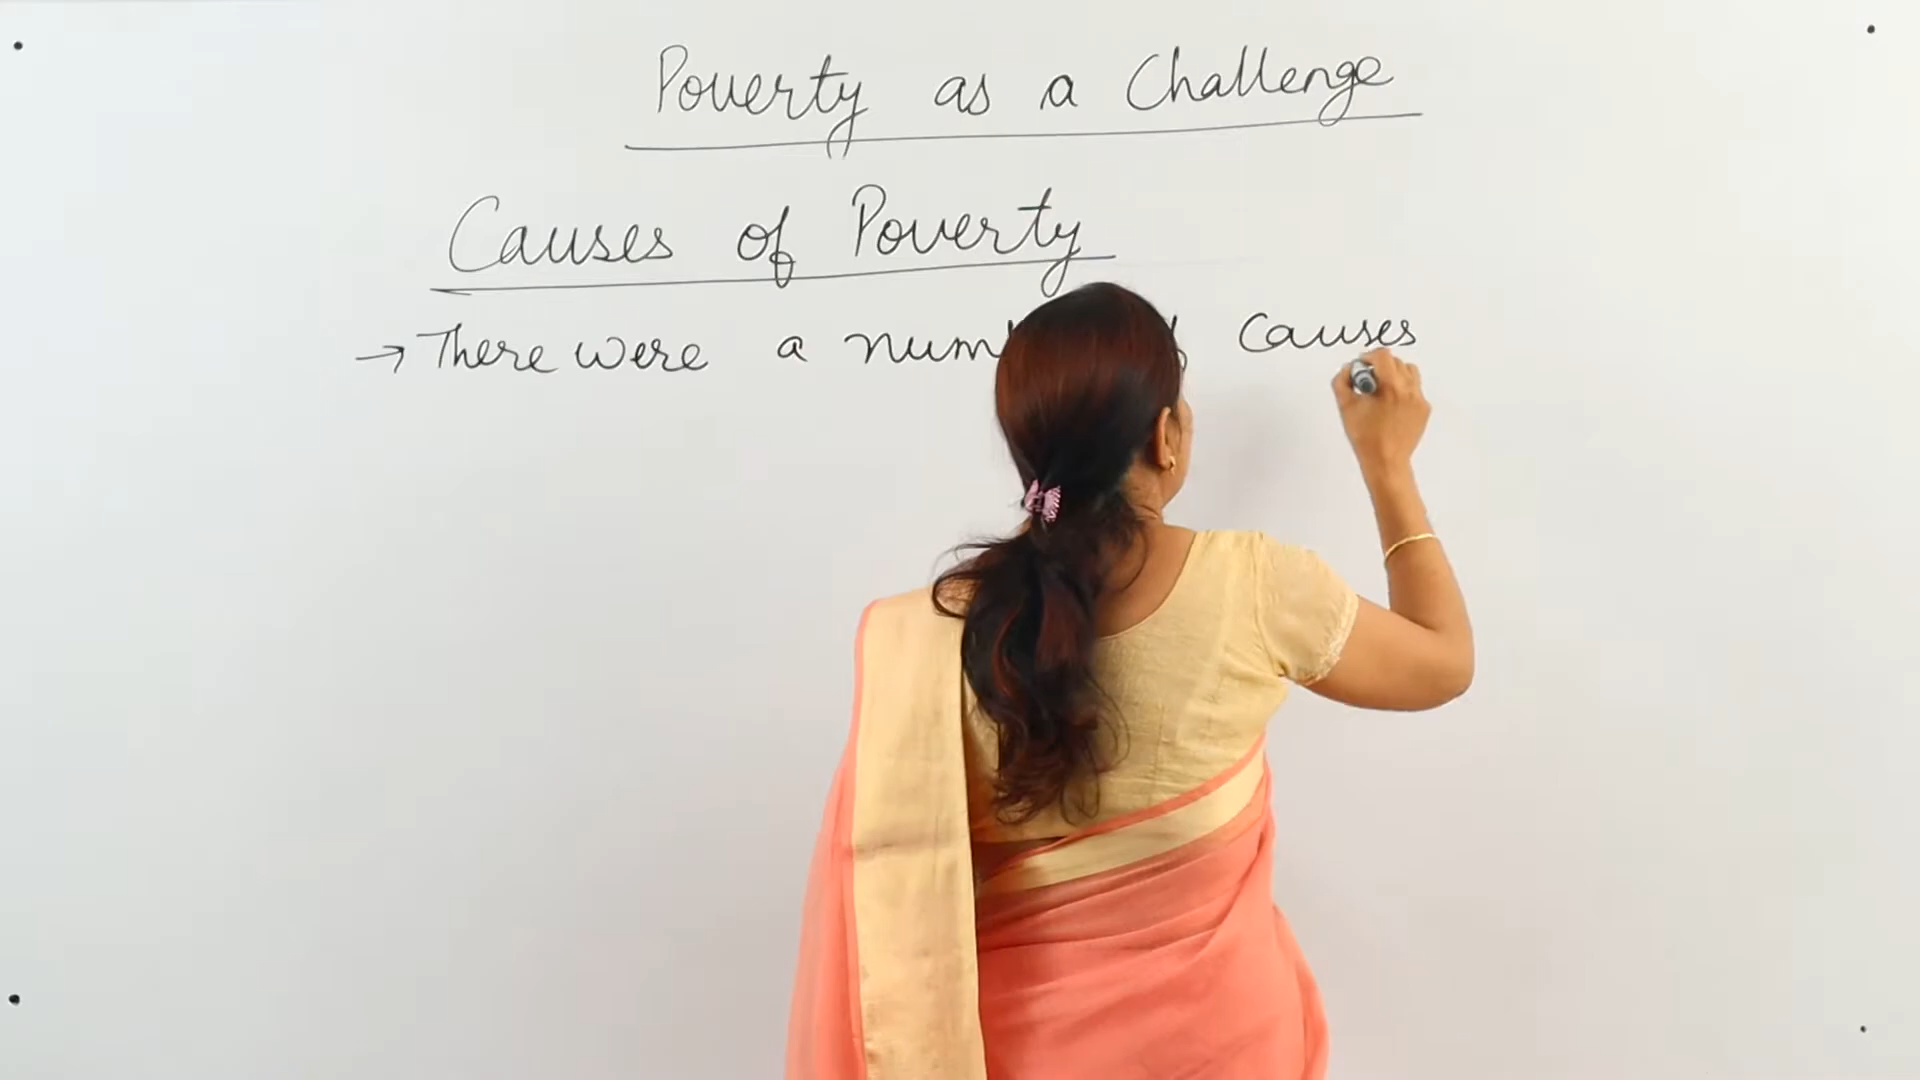 Poverty as a Challenge
Causes of Poverty
→ There were a num causes